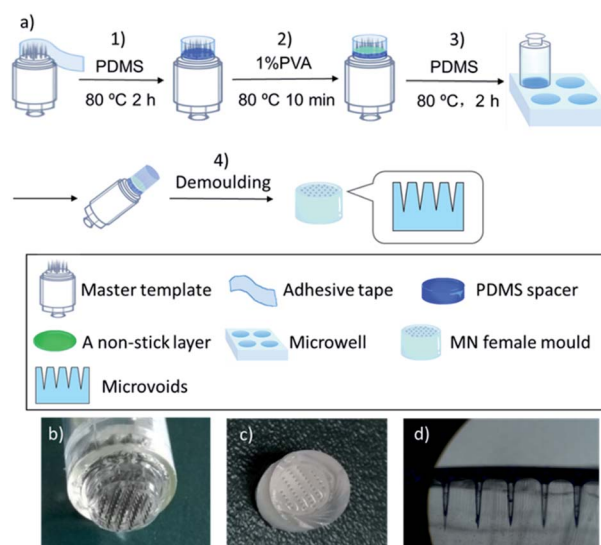 a)
1)
PDMS
80 ºC 2 h
2)
1%PVA
80 ºC 10 min
3)
PDMS
80 ºC, 2 h
4)
Demoulding
Master template
Adhesive tape
PDMS spacer
A non-stick layer
Microwell
MN female mould
Microvoids
b)
c)
d)